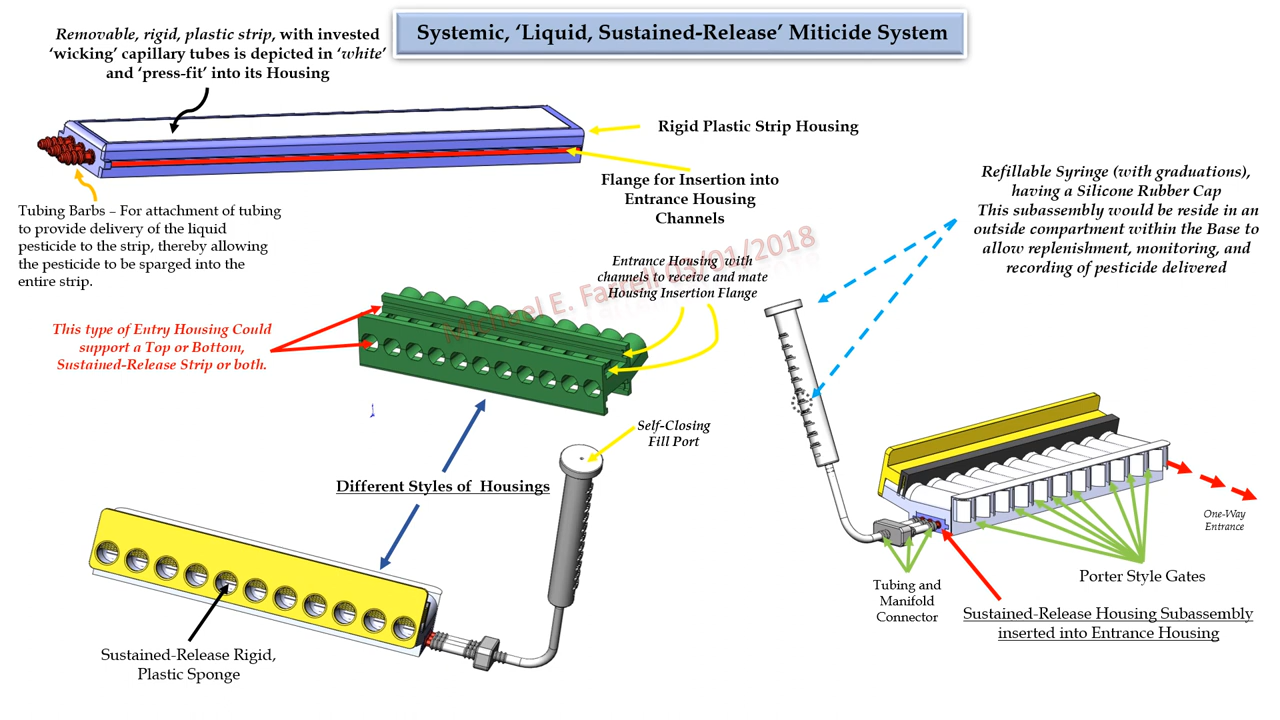 Systemic, ‘Liquid, Sustained-Release’ Miticide System
Removable, rigid, plastic strip, with invested
‘wicking’ capillary tubes is depicted in ‘white’
and ‘press-fit’ into its Housing
Rigid Plastic Strip Housing
Flange for Insertion into
Entrance Housing
Channels
Tubing Barbs – For attachment of tubing
to provide delivery of the liquid
pesticide to the strip, thereby allowing
the pesticide to be sparged into the
entire strip.
Refillable Syringe (with graduations),
having a Silicone Rubber Cap
This subassembly would be reside in an
outside compartment within the Base to
allow replenishment, monitoring, and
recording of pesticide delivered
Michael E. Farrell 03/01/2018
Entrance Housing with
channels to receive and mate
Housing Insertion Flange
This type of Entry Housing Could
support a Top or Bottom,
Sustained-Release Strip or both.
Self-Closing
Fill Port
Different Styles of Housings
One-Way
Entrance
Porter Style Gates
Tubing and
Manifold
Connector
Sustained-Release Housing Subassembly
inserted into Entrance Housing
Sustained-Release Rigid,
Plastic Sponge